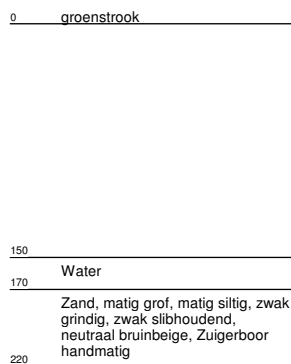 0 groenstrook
150
Water
170
Zand, matig grof, matig siltig, zwak
grindig, zwak slibhoudend,
neutraal bruinbeige, Zuigerboor
handmatig
220